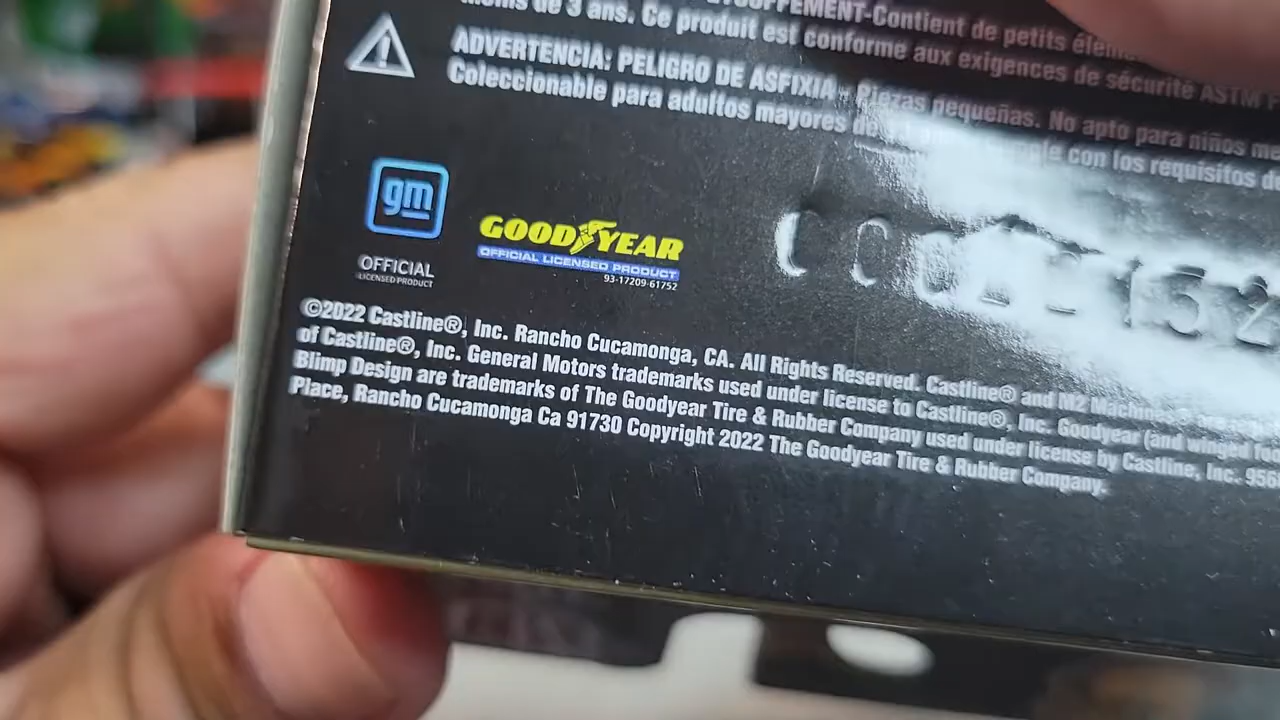 moins de 3 ans. Ce produit est conforme aux exigences de sécurité ASTM
ADVERTENCIA: PELIGRO DE ASFIXIA - Piezas pequeñas. No apto para niños
Coleccionable para adultos mayores de con los requisitos
gm
OFFICIAL
LICENSED PRODUCT
GOODYEAR
OFFICIAL LICENSED PRODUCT
93-17209-61752
©2022 Castline®, Inc. Rancho Cucamonga, CA. All Rights Reserved. Castline® and M2
of Castline®, Inc. General Motors trademarks used under license to Castline®, Inc. Goodyear (and winged
Blimp Design are trademarks of The Goodyear Tire & Rubber Company used under license by Castline, Inc.
Place, Rancho Cucamonga Ca 91730 Copyright 2022 The Goodyear Tire & Rubber Company.